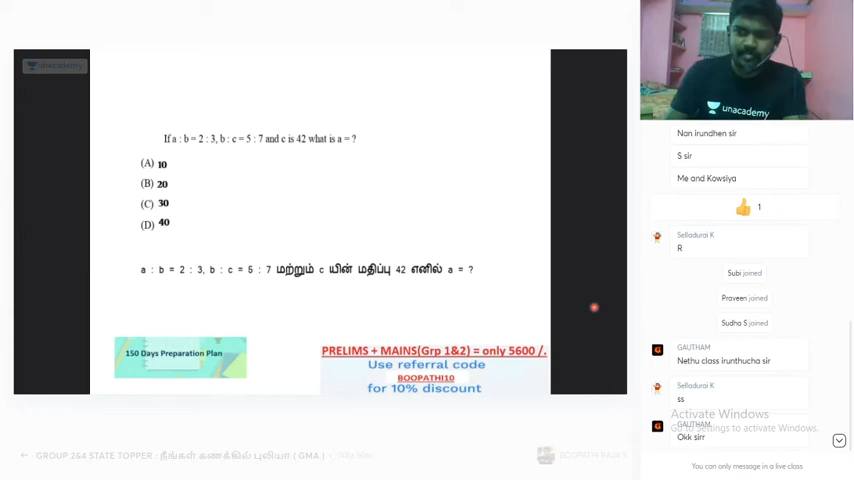 unacademy
If a : b = 2 : 3, b : c = 5 : 7 and c is 42 what is a = ?
(A) 10
(B) 20
(C) 30
(D) 40
a : b = 2 : 3, b : c = 5 : 7 மற்றும் c யின் மதிப்பு 42 எனில் a = ?
150 Days Preparation Plan
PRELIMS + MAINS(Grp 1&2) = only 5600 /.
Use referral code
BOOPATHI10
for 10% discount
GROUP 2&4 STATE TOPPER : நீங்கள் கணக்கில் புலியா ( GMA )
BOOPATHI RAJA S
unacademy
Nan irundhen sir
S sir
Me and Kowsiya
1
Selladurai K
R
Subi joined
Praveen joined
Sudha S joined
GAUTHAM
Nethu class irunthucha sir
Selladurai K
ss
Activate Windows
Go to Settings to activate Windows.
GAUTHAM
Okk sirr
You can only message in a live class